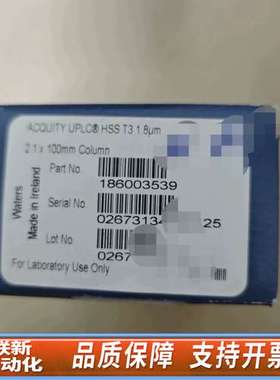 ACQUITY UPLC® HSS T3 1.8µm
2.1 x 100mm Column
Part No.
186003539
Serial No
0267313
25
Lot No
0267
For Laboratory Use Only
Waters
Made in Ireland
联新
动化
品质保障 支持开票